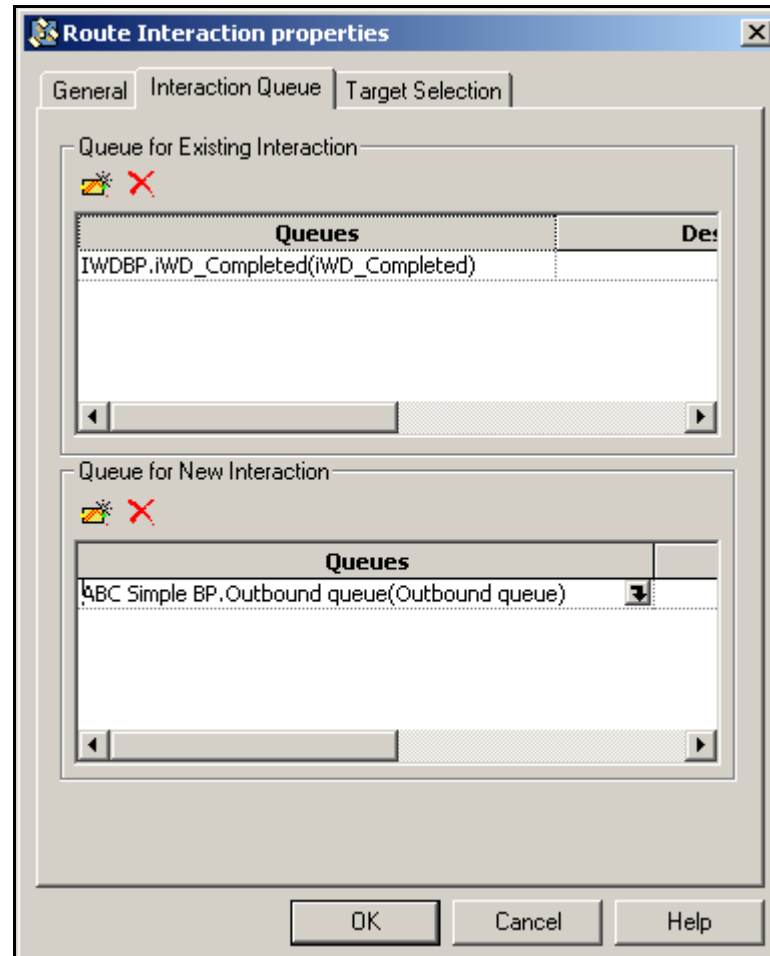 Route Interaction properties
General Interaction Queue Target Selection
Queue for Existing Interaction
Queues Des
IWDBP.iWD_Completed(iWD_Completed)
Queue for New Interaction
Queues
ABC Simple BP.Outbound queue(Outbound queue)
OK Cancel Help